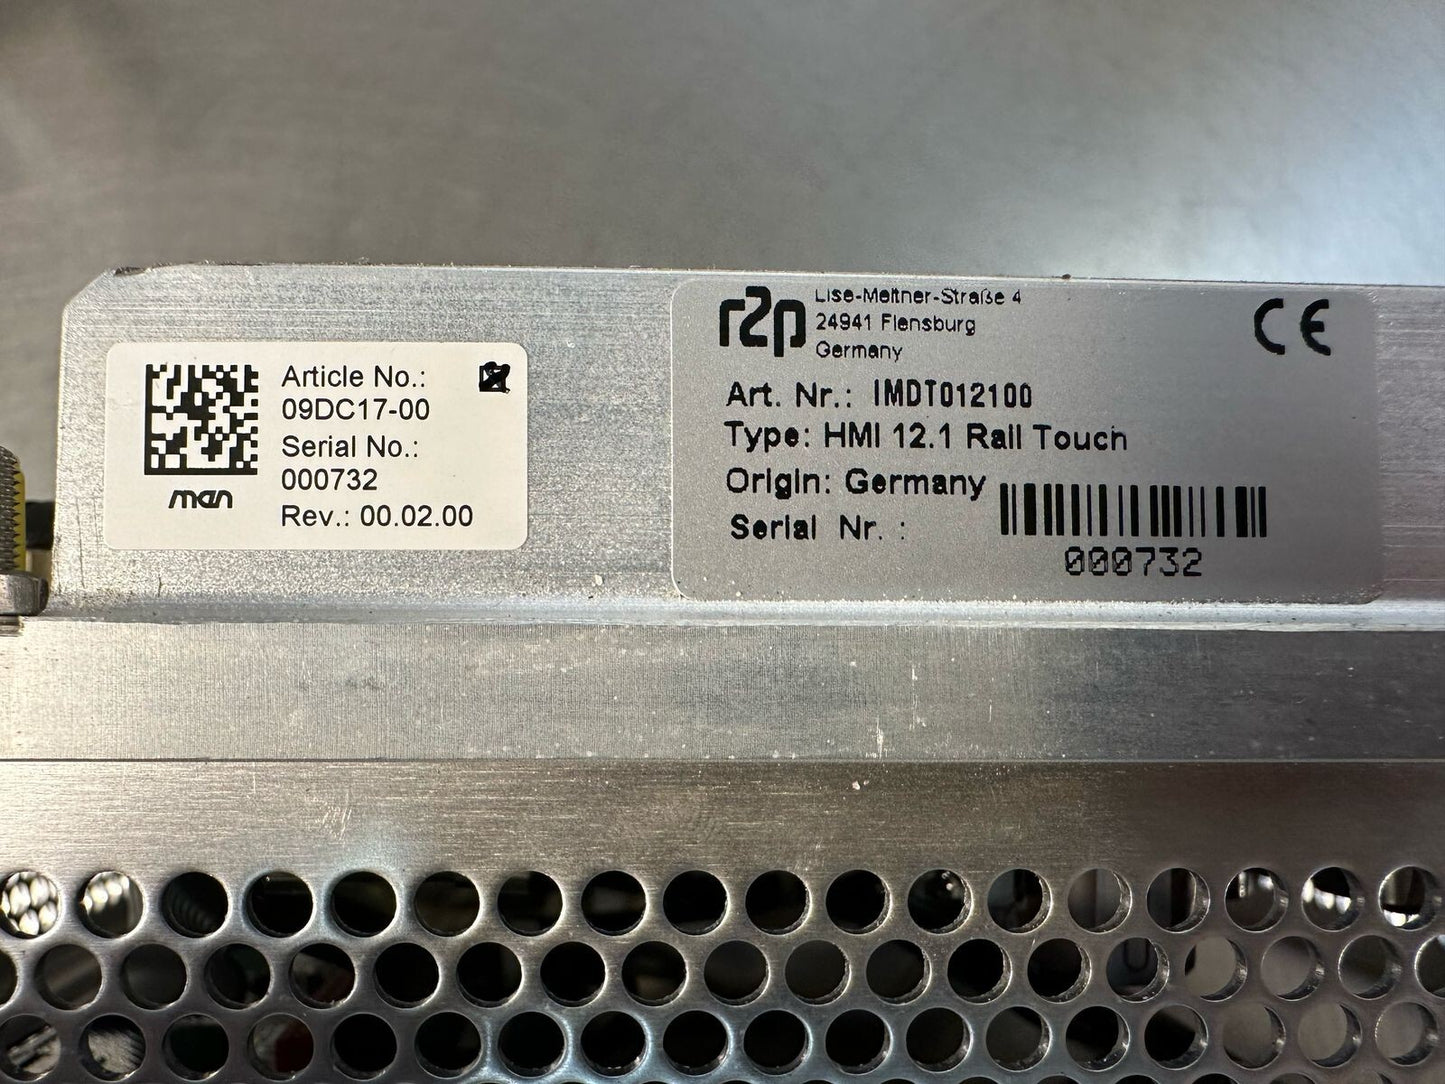 Article No.:
09DC17-00
Serial No.:
000732
Rev.: 00.02.00
men
r2p
Lise-Meitner-Straße 4
24941 Flensburg
Germany
CE
Art. Nr.: IMDT012100
Type: HMI 12.1 Rail Touch
Origin: Germany
Serial Nr. :
000732